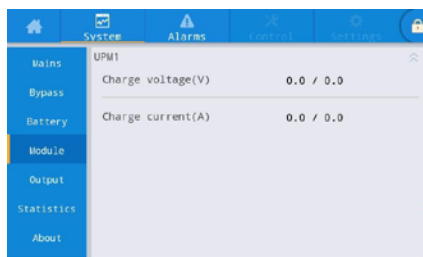 System Alarms Control Settings
Mains
Bypass
Battery
Module
Output
Statistics
About
UPM1
Charge voltage(V) 0.0 / 0.0
Charge current(A) 0.0 / 0.0